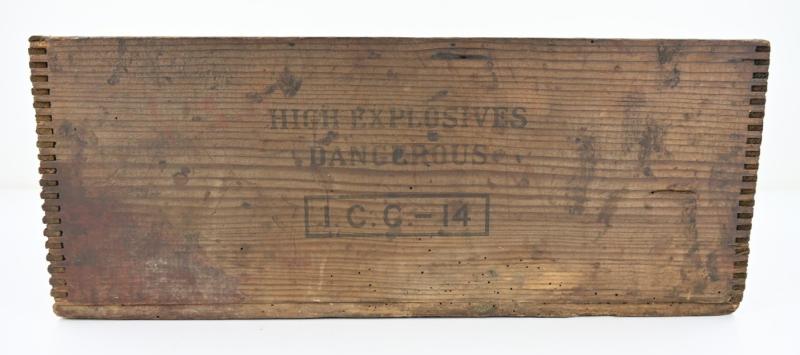 HIGH EXPLOSIVES
DANGEROUS
I.C.C.-14